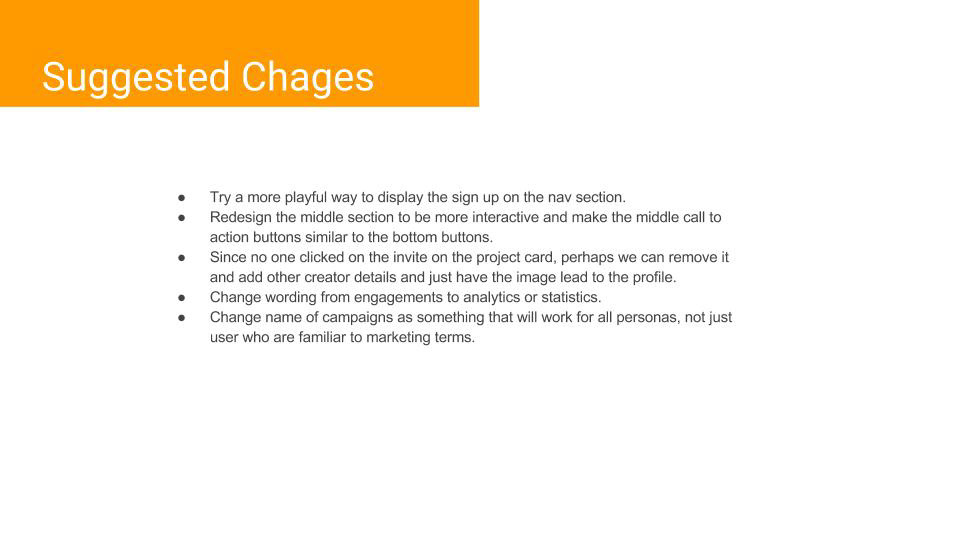 Suggested Chages
● Try a more playful way to display the sign up on the nav section.
● Redesign the middle section to be more interactive and make the middle call to
action buttons similar to the bottom buttons.
● Since no one clicked on the invite on the project card, perhaps we can remove it
and add other creator details and just have the image lead to the profile.
● Change wording from engagements to analytics or statistics.
● Change name of campaigns as something that will work for all personas, not just
user who are familiar to marketing terms.